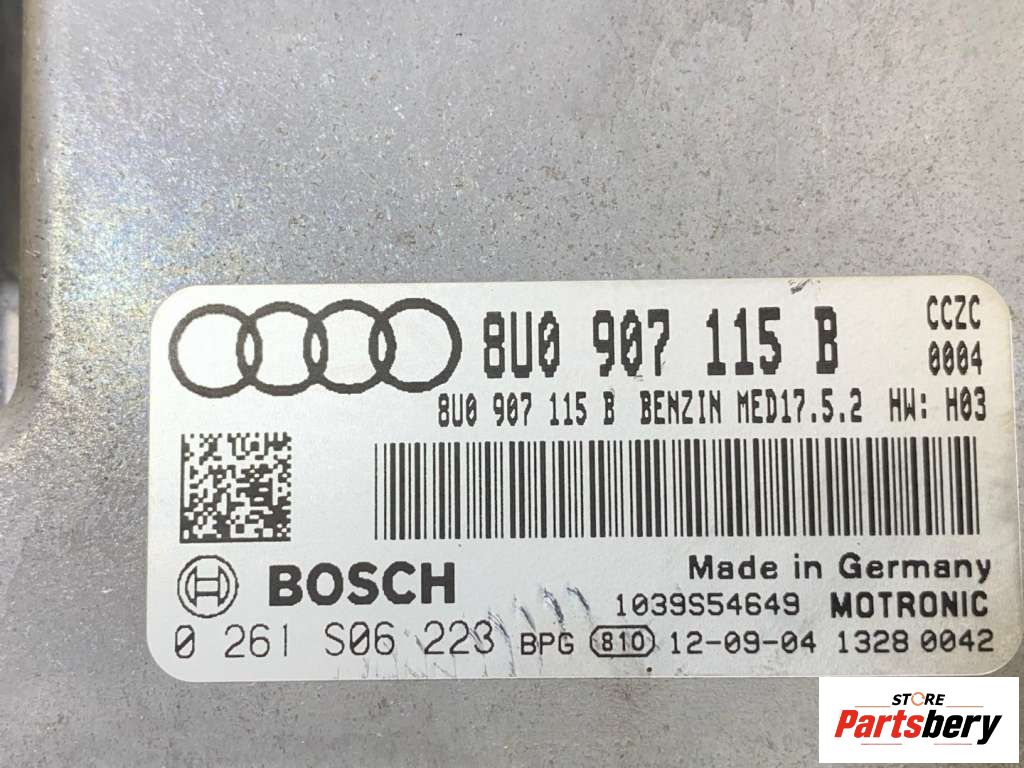 8U0 907 115 B
CCZC
0004
8U0 907 115 B BENZIN MED17.5.2 HW: H03
BOSCH
Made in Germany
1039S54649 MOTRONIC
0 261 S06 223 BPG 810 12-09-04 1328 0042
STORE
Partsbery